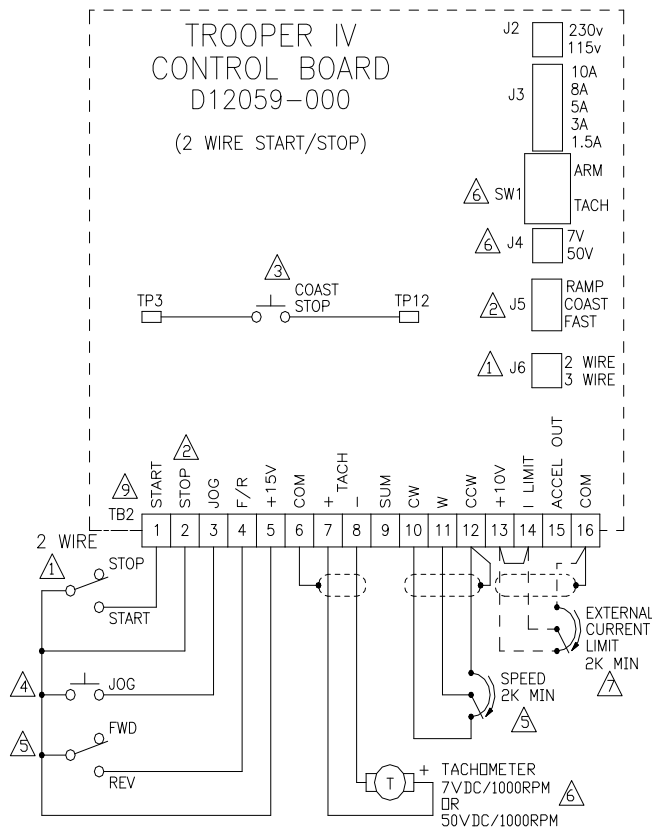 TROOPER IV
CONTROL BOARD
D12059-000
(2 WIRE START/STOP)
J2
230v
115v
J3
10A
8A
5A
3A
1.5A
6 SW1
ARM
TACH
6 J4
7V
50V
2 J5
RAMP
COAST
FAST
1 J6
2 WIRE
3 WIRE
3
TP3
COAST
STOP
TP12
9
TB2
START
2
STOP
JOG
F/R
+15V
COM
+
TACH
-
SUM
CW
W
CCW
+10V
I LIMIT
ACCEL OUT
COM
1 2 3 4 5 6 7 8 9 10 11 12 13 14 15 16
2 WIRE
1
STOP
START
4
JOG
5
FWD
REV
EXTERNAL
CURRENT
LIMIT
2K MIN
7
SPEED
2K MIN
5
T
+ TACHOMETER
7VDC/1000RPM
OR
50VDC/1000RPM
6